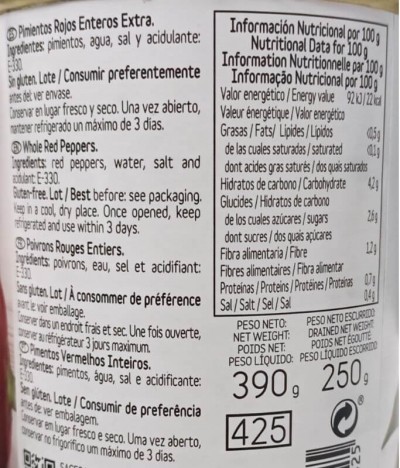 Pimientos Rojos Enteros Extra.
Ingredientes: pimientos, agua, sal y acidulante:
E-330.
Sin gluten. Lote / Consumir preferentemente
antes del: ver envase.
Conservar en lugar fresco y seco. Una vez abierto,
mantener refrigerado un máximo de 3 días.
Whole Red Peppers.
Ingredients: red peppers, water, salt and
acidulant: E-330.
Gluten-free. Lot / Best before: see packaging.
Keep in a cool, dry place. Once opened, keep
refrigerated and use within 3 days.
Poivrons Rouges Entiers.
Ingrédients: poivrons, eau, sel et acidifiant:
E-330.
Sans gluten. Lot / À consommer de préférence
avant le: voir emballage.
Conserver dans un endroit frais et sec. Une fois ouverte,
conserver au réfrigérateur 3 jours maximum.
Pimentos Vermelhos Inteiros.
Ingredientes: pimentos, água, sal e acidificante:
Sem glúten. Lote / Consumir de preferência
antes de: ver embalagem.
Conservar em lugar fresco e seco. Uma vez aberto,
conservar no frigorífico um máximo de 3 dias.
Información Nutricional por 100 g
Nutritional Data for 100 g
Information Nutritionnelle par 100 g
Informação Nutricional por 100 g
Valor energético / Energy value 92 kJ / 22 kcal
Valeur énergétique / Valor energético
Grasas / Fats / Lipides / Lípidos <0,5 g
de las cuales saturadas / saturated <0,1 g
dont acides gras saturés / dos quais saturados
Hidratos de carbono / Carbohydrate 4,2 g
Glucides / Hidratos de carbono
de los cuales azúcares / sugars 2,6 g
dont sucres / dos quais açúcares
Fibra alimentaria / Fibre 1,2 g
Fibres alimentaires / Fibra alimentar
Proteínas / Proteins / Protéines / Proteínas 0,7 g
Sal / Salt / Sel / Sal 0,4 g
PESO NETO:
NET WEIGHT:
POIDS NET:
PESO LÍQUIDO:
390 g
PESO NETO ESCURRIDO:
DRAINED NET WEIGHT:
POIDS NET ÉGOUTTÉ:
PESO LÍQUIDO ESCORRIDO:
250 g
425
®